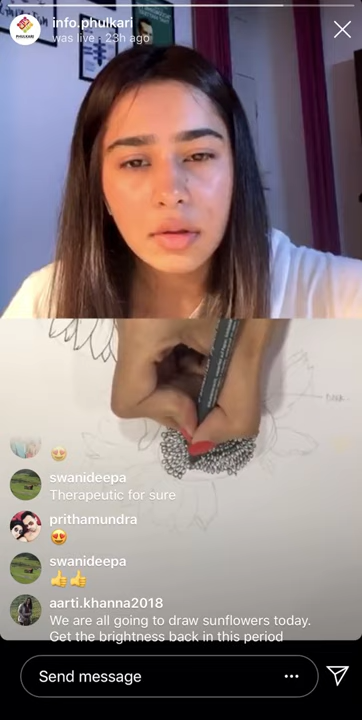 info.phulkari
was live · 23h ago
PHULKARI
swanideepa
Therapeutic for sure
prithamundra
swanideepa
aarti.khanna2018
We are all going to draw sunflowers today.
Get the brightness back in this period
Send message